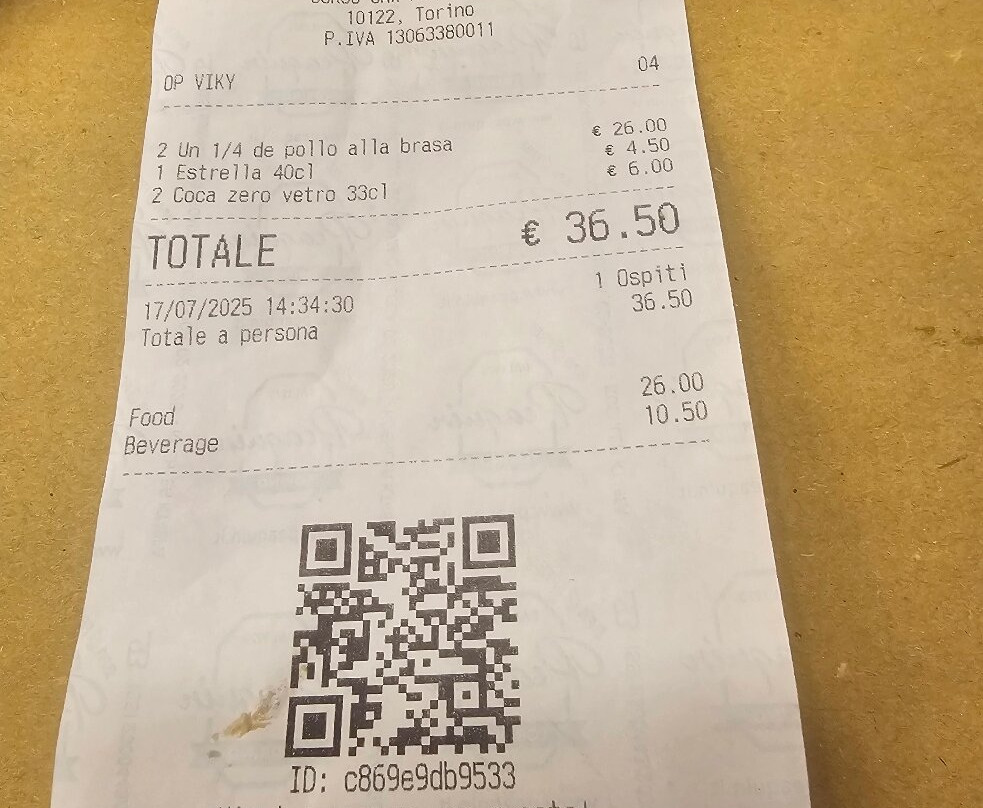 10122, Torino
P.IVA 13063380011
OP VIKY 04
2 Un 1/4 de pollo alla brasa € 26.00
1 Estrella 40cl € 4.50
2 Coca zero vetro 33cl € 6.00
TOTALE € 36.50
17/07/2025 14:34:30 1 Ospiti
Totale a persona 36.50
Food 26.00
Beverage 10.50
ID: c869e9db9533